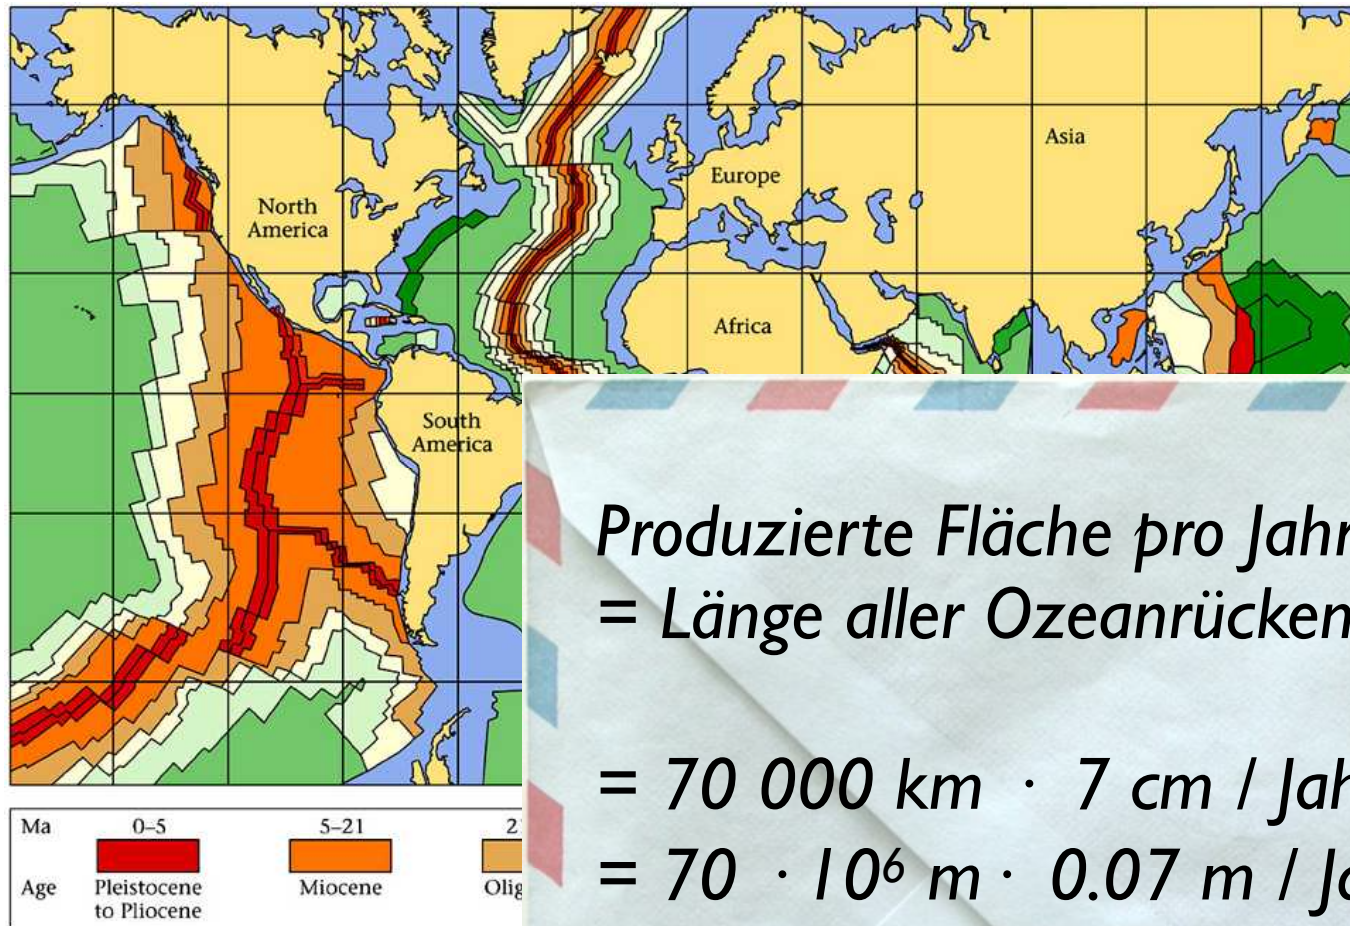 Asia
Europe
North
America
Africa
South
America
Produzierte Fläche pro Jahr
= Länge aller Ozeanrücken
= 70 000 km · 7 cm / Jah
= 70 · 10⁶ m · 0.07 m / Ja
Ma 0–5 5–21 2
Age Pleistocene Miocene Olig
to Pliocene